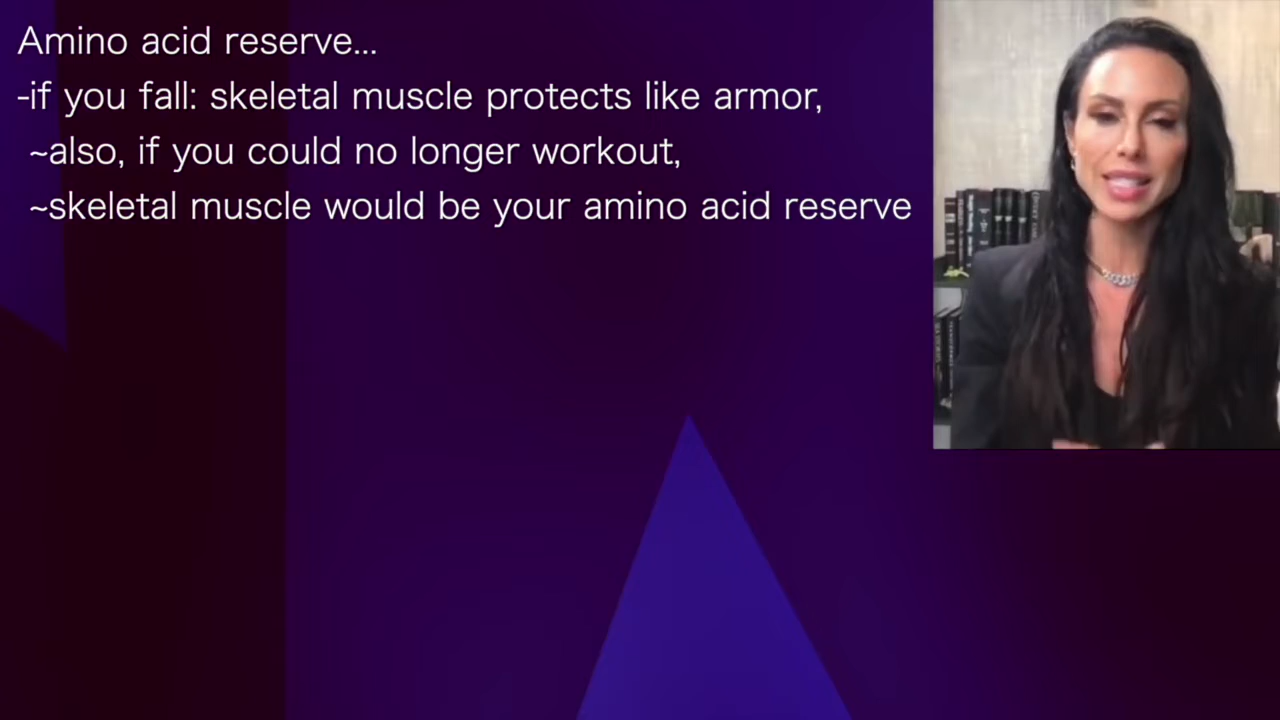 Amino acid reserve...
-if you fall: skeletal muscle protects like armor,
~also, if you could no longer workout,
~skeletal muscle would be your amino acid reserve